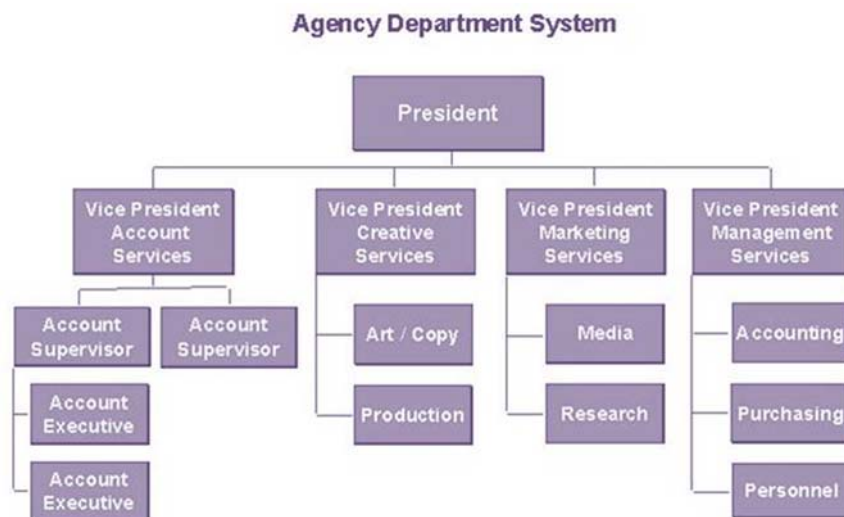 Agency Department System
President
Vice President
Account
Services
Vice President
Creative
Services
Vice President
Marketing
Services
Vice President
Management
Services
Account
Supervisor
Account
Supervisor
Art / Copy
Media
Accounting
Account
Executive
Production
Research
Purchasing
Account
Executive
Personnel